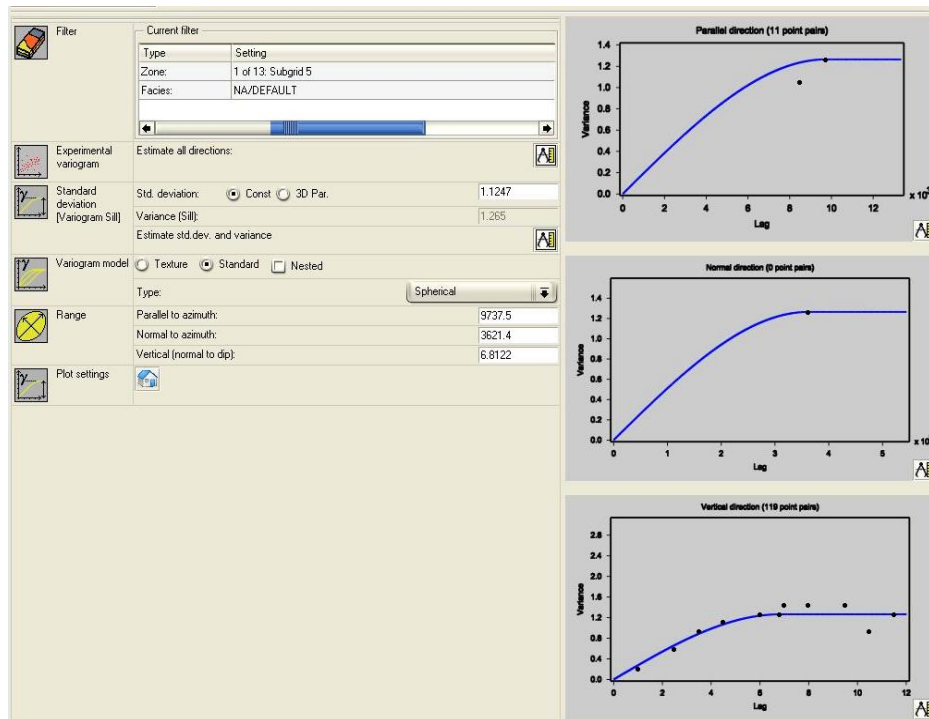 Filter
Current filter
Type Setting
Zone: 1 of 13: Subgrid 5
Facies: NA/DEFAULT
Experimental variogram
Estimate all directions:
Standard deviation [Variogram Sill]
Std. deviation: Const 3D Par. 1.1247
Variance (Sill): 1.265
Estimate std.dev. and variance
Variogram model Texture Standard Nested
Type: Spherical
Range
Parallel to azimuth: 9737.5
Normal to azimuth: 3621.4
Vertical (normal to dip): 6.8122
Plot settings
Parallel direction (11 point pairs)
Variance
1.4
1.2
1.0
0.8
0.6
0.4
0.2
0.0
0 2 4 6 8 10 12
Lag
Normal direction (0 point pairs)
Variance
1.4
1.2
1.0
0.8
0.6
0.4
0.2
0.0
0 1 2 3 4 5
x 10
Lag
Vertical direction (119 point pairs)
Variance
2.8
2.4
2.0
1.6
1.2
0.8
0.4
0.0
0 2 4 6 8 10 12
Lag